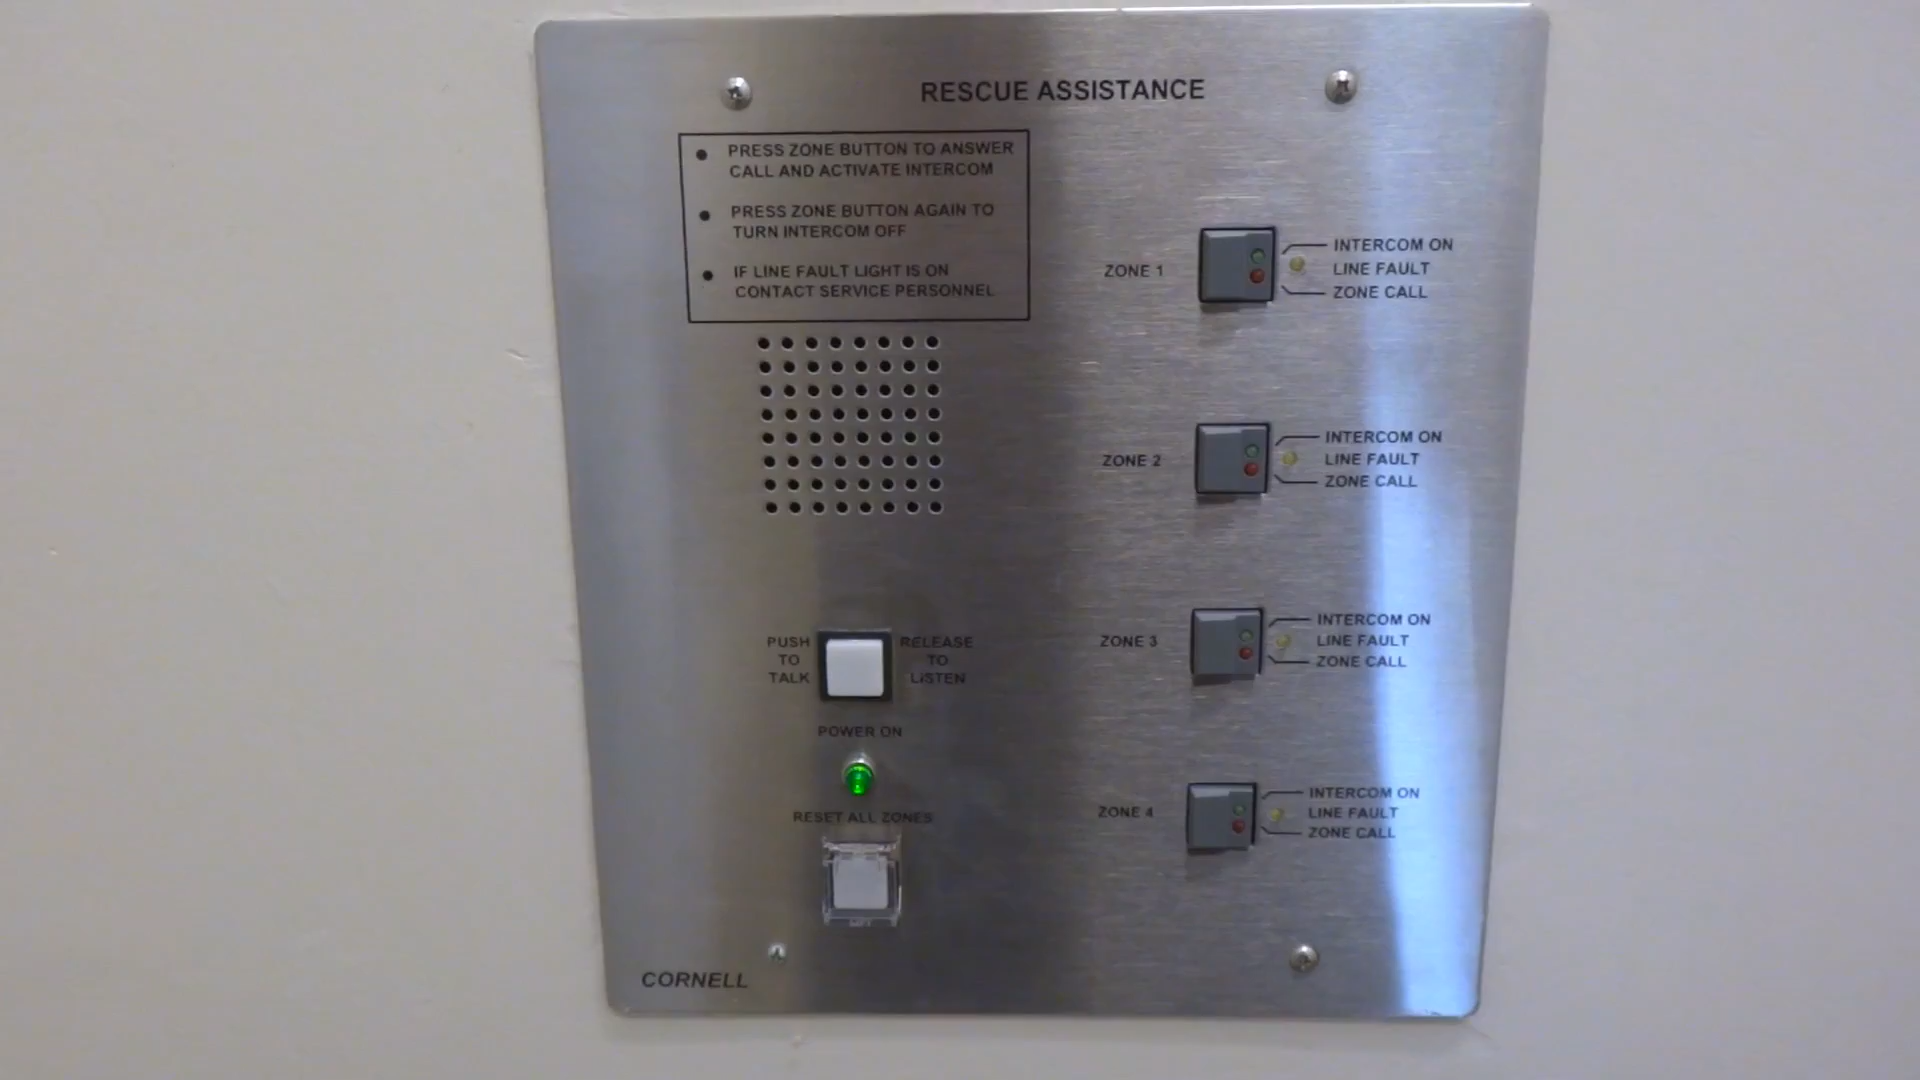 RESCUE ASSISTANCE
PRESS ZONE BUTTON TO ANSWER
CALL AND ACTIVATE INTERCOM
PRESS ZONE BUTTON AGAIN TO
TURN INTERCOM OFF
IF LINE FAULT LIGHT IS ON
CONTACT SERVICE PERSONNEL
ZONE 1
INTERCOM ON
LINE FAULT
ZONE CALL
ZONE 2
INTERCOM ON
LINE FAULT
ZONE CALL
ZONE 3
INTERCOM ON
LINE FAULT
ZONE CALL
ZONE 4
INTERCOM ON
LINE FAULT
ZONE CALL
PUSH
TO
TALK
RELEASE
TO
LISTEN
POWER ON
RESET ALL ZONES
CORNELL